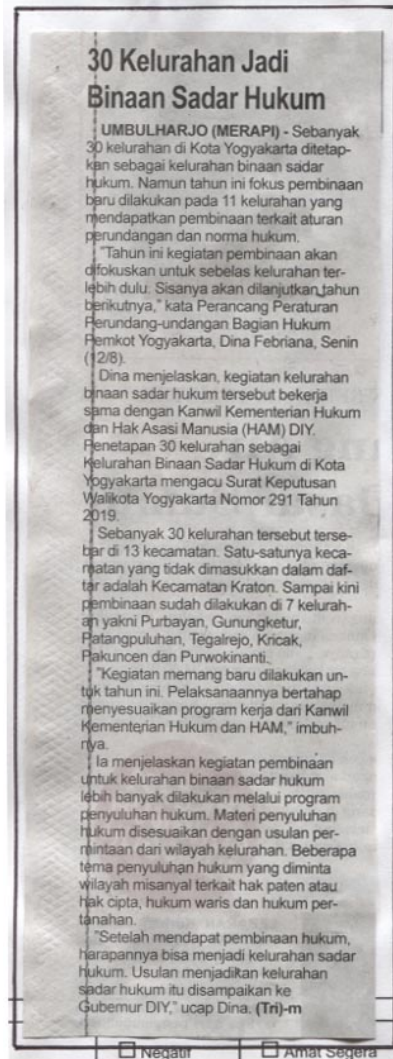 30 Kelurahan Jadi
Binaan Sadar Hukum
UMBULHARJO (MERAPI) - Sebanyak
30 kelurahan di Kota Yogyakarta ditetap-
kan sebagai kelurahan binaan sadar
hukum. Namun tahun ini fokus pembinaan
baru dilakukan pada 11 kelurahan yang
mendapatkan pembinaan terkait aturan
perundangan dan norma hukum.
"Tahun ini kegiatan pembinaan akan
difokuskan untuk sebelas kelurahan ter-
lebih dulu. Sisanya akan dilanjutkan tahun
berikutnya," kata Perancang Peraturan
Perundang-undangan Bagian Hukum
Pemkot Yogyakarta, Dina Febriana, Senin
(12/8).
Dina menjelaskan, kegiatan kelurahan
binaan sadar hukum tersebut bekerja
sama dengan Kanwil Kementerian Hukum
dan Hak Asasi Manusia (HAM) DIY.
Penetapan 30 kelurahan sebagai
Kelurahan Binaan Sadar Hukum di Kota
Yogyakarta mengacu Surat Keputusan
Walikota Yogyakarta Nomor 291 Tahun
2019.
Sebanyak 30 kelurahan tersebut terse-
bar di 13 kecamatan. Satu-satunya keca-
matan yang tidak dimasukkan dalam daf-
tar adalah Kecamatan Kraton. Sampai kini
pembinaan sudah dilakukan di 7 kelurah-
an yakni Purbayan, Gunungketur,
Patangpuluhan, Tegalrejo, Kricak,
Pakuncen dan Purwokinanti.
"Kegiatan memang baru dilakukan un-
tuk tahun ini. Pelaksanaannya bertahap
menyesuaikan program kerja dari Kanwil
Kementerian Hukum dan HAM," imbuh-
nya.
Ia menjelaskan kegiatan pembinaan
untuk kelurahan binaan sadar hukum
lebih banyak dilakukan melalui program
penyuluhan hukum. Materi penyuluhan
hukum disesuaikan dengan usulan per-
mintaan dari wilayah kelurahan. Beberapa
tema penyuluhan hukum yang diminta
wilayah misanyal terkait hak paten atau
hak cipta, hukum waris dan hukum per-
tanahan.
"Setelah mendapat pembinaan hukum,
harapannya bisa menjadi kelurahan sadar
hukum. Usulan menjadikan kelurahan
sadar hukum itu disampaikan ke
Gubernur DIY," ucap Dina. (Tri)-m
Negatif
Amat Segera